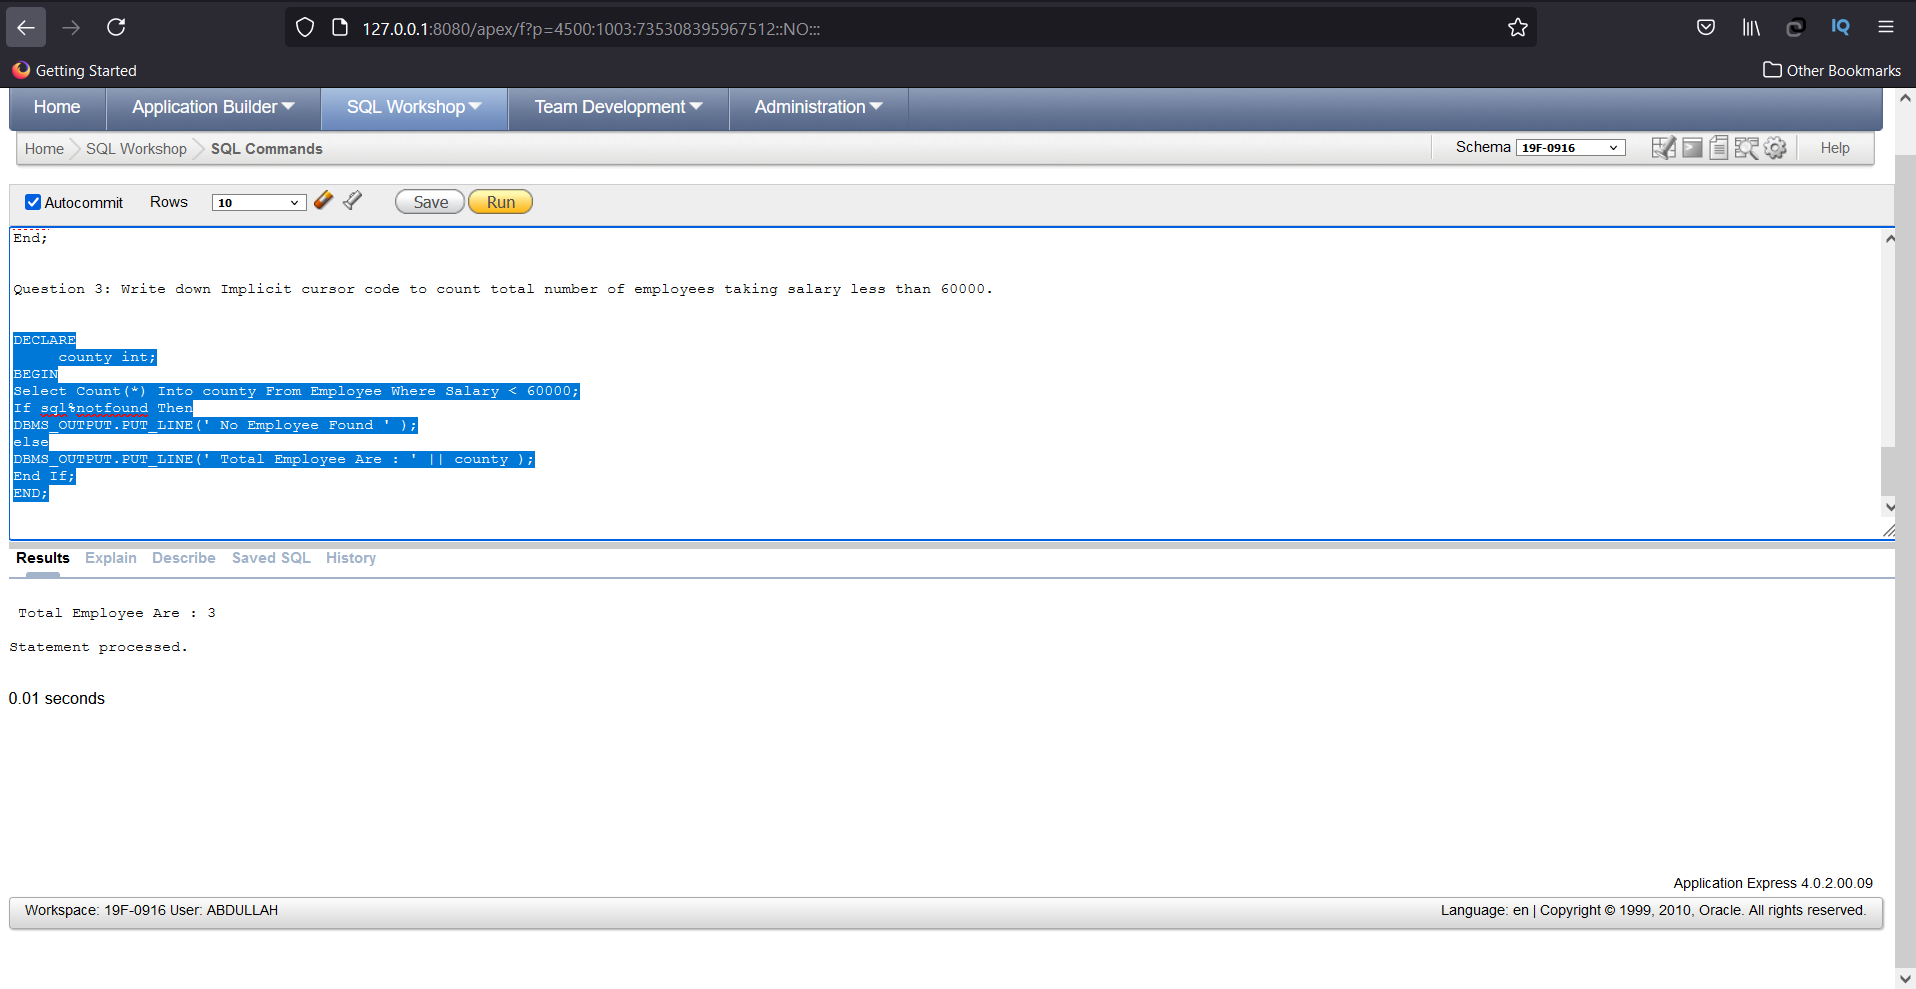 127.0.0.1:8080/apex/f?p=4500:1003:735308395967512::NO:::
IQ
Getting Started
Other Bookmarks
Home
Application Builder
SQL Workshop
Team Development
Administration
Home
SQL Workshop
SQL Commands
Schema
19F-0916
Help
Autocommit
Rows
10
Save
Run
End;
Question 3: Write down Implicit cursor code to count total number of employees taking salary less than 60000.
DECLARE
county int;
BEGIN
Select Count(*) Into county From Employee Where Salary < 60000;
If sql%notfound Then
DBMS_OUTPUT.PUT_LINE(' No Employee Found ' );
else
DBMS_OUTPUT.PUT_LINE(' Total Employee Are : ' || county );
End If;
END;
Results
Explain
Describe
Saved SQL
History
Total Employee Are : 3
Statement processed.
0.01 seconds
Application Express 4.0.2.00.09
Workspace: 19F-0916 User: ABDULLAH
Language: en | Copyright © 1999, 2010, Oracle. All rights reserved.